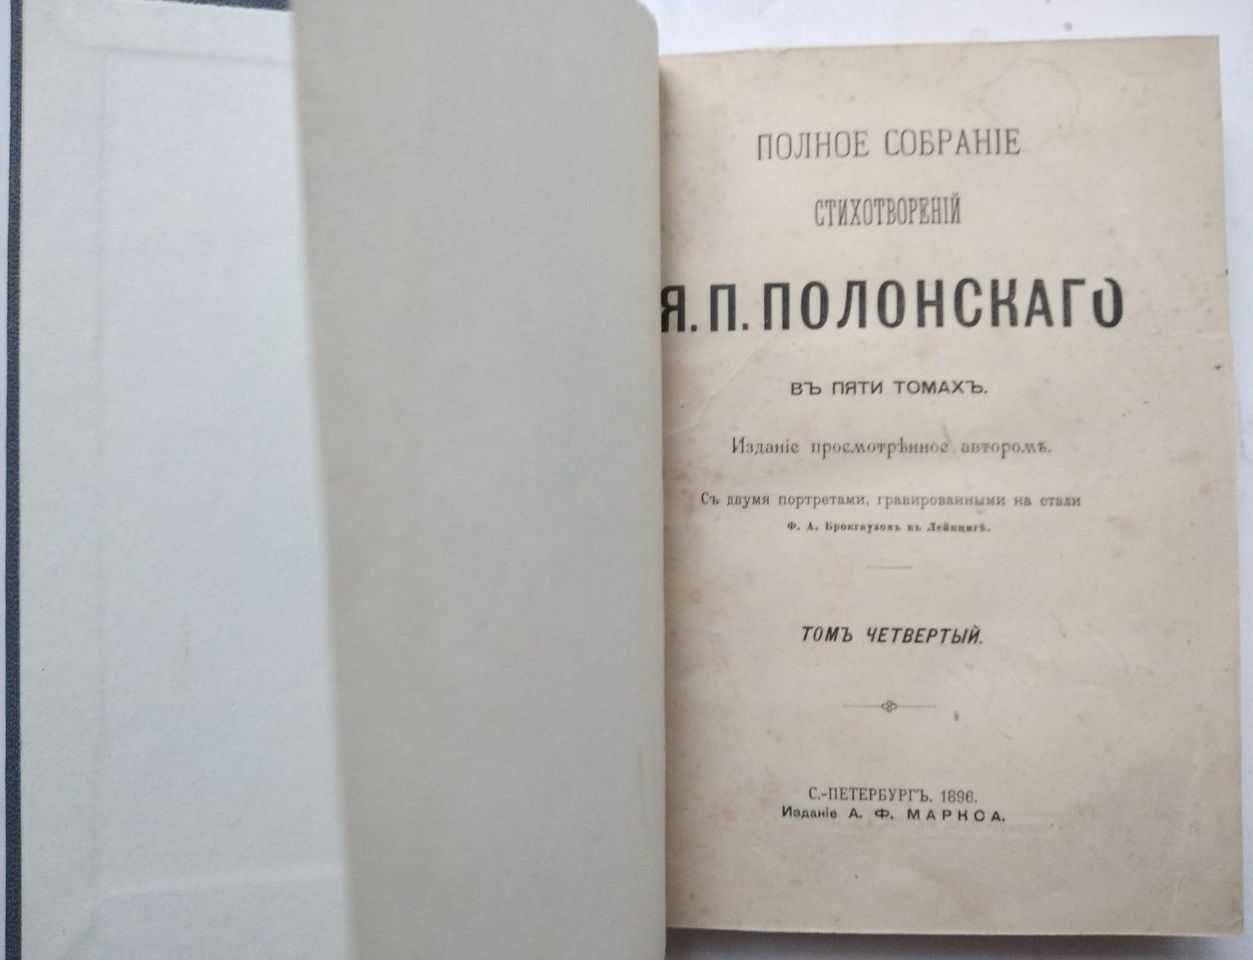 ПОЛНОЕ СОБРАНІЕ
СТИХОТВОРЕНІЙ
Я. П. ПОЛОНСКАГО
ВЪ ПЯТИ ТОМАХЪ.
Изданіе просмотрѣнное авторомъ.
Съ двумя портретами, гравированными на стали
Ф. А. Брокгаузомъ въ Лейпцигѣ.
ТОМЪ ЧЕТВЕРТЫЙ.
С.-ПЕТЕРБУРГЪ. 1896.
Изданіе А. Ф. МАРКСА.